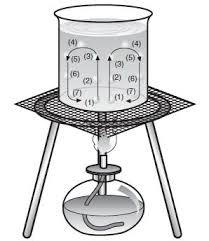 (4) (4)
(5) (3) (3) (5)
(6) (2) (2) (6)
(7) (1) (1) (7)